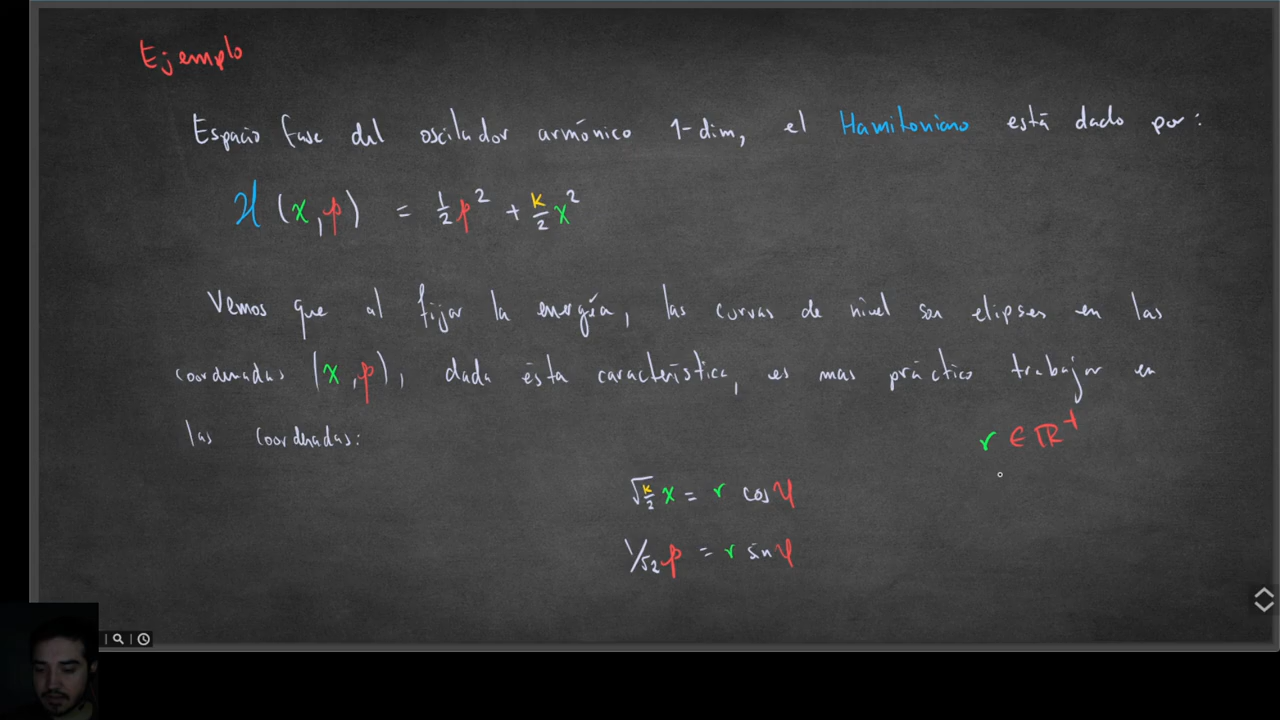 Ejemplo
Espacio fase del oscilador armónico 1-dim, el Hamiltoniano está dado por:
H (x,p) = 1/2 p² + k/2 x²
Vemos que al fijar la energía, las curvas de nivel son elipses en las
coordenadas (x,p), dada ésta característica, es mas práctico trabajar en
las coordenadas:
r ∈ ℝ⁺
√k/2 x = r cos φ
1/√2 p = r sin φ